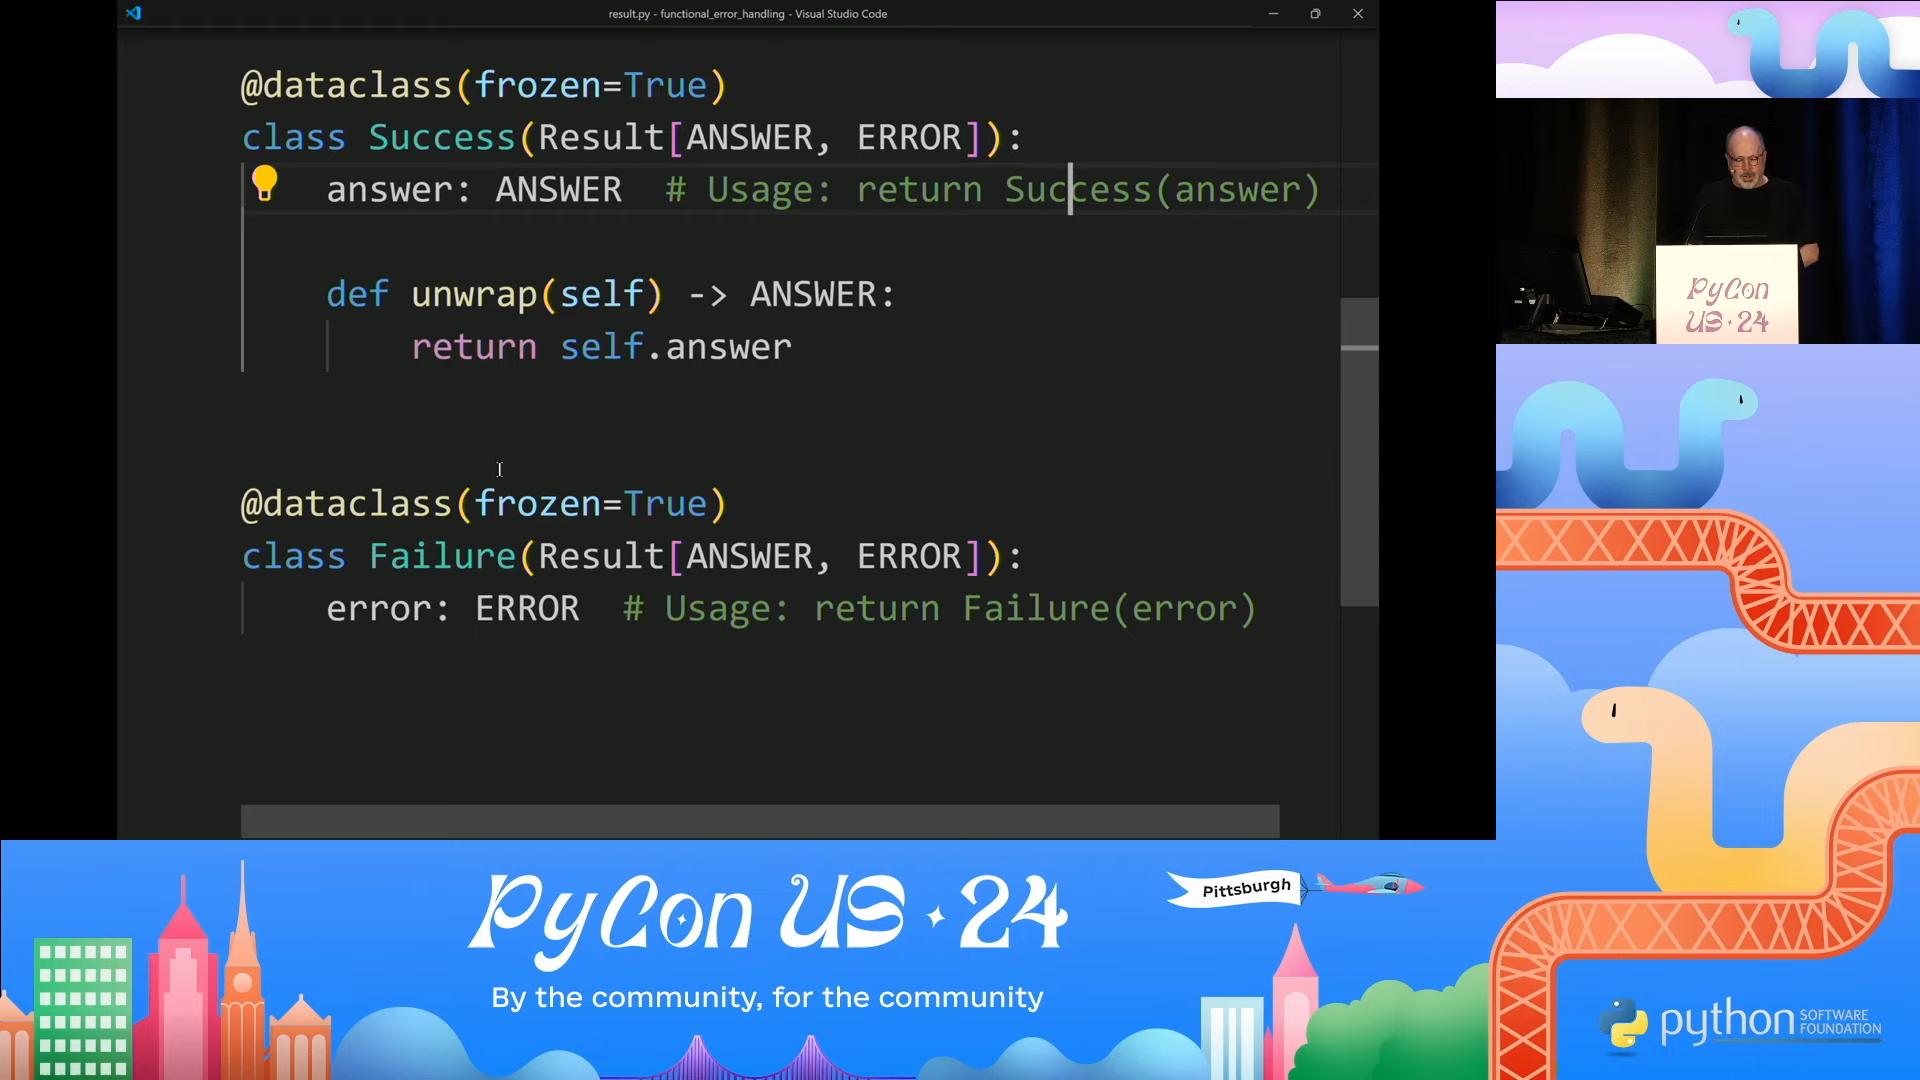 result.py - functional_error_handling - Visual Studio Code
@dataclass(frozen=True)
class Success(Result[ANSWER, ERROR]):
    answer: ANSWER  # Usage: return Success(answer)
    def unwrap(self) -> ANSWER:
        return self.answer
@dataclass(frozen=True)
class Failure(Result[ANSWER, ERROR]):
    error: ERROR  # Usage: return Failure(error)
PyCon
US·24
PyCon US·24
By the community, for the community
Pittsburgh
python SOFTWARE FOUNDATION